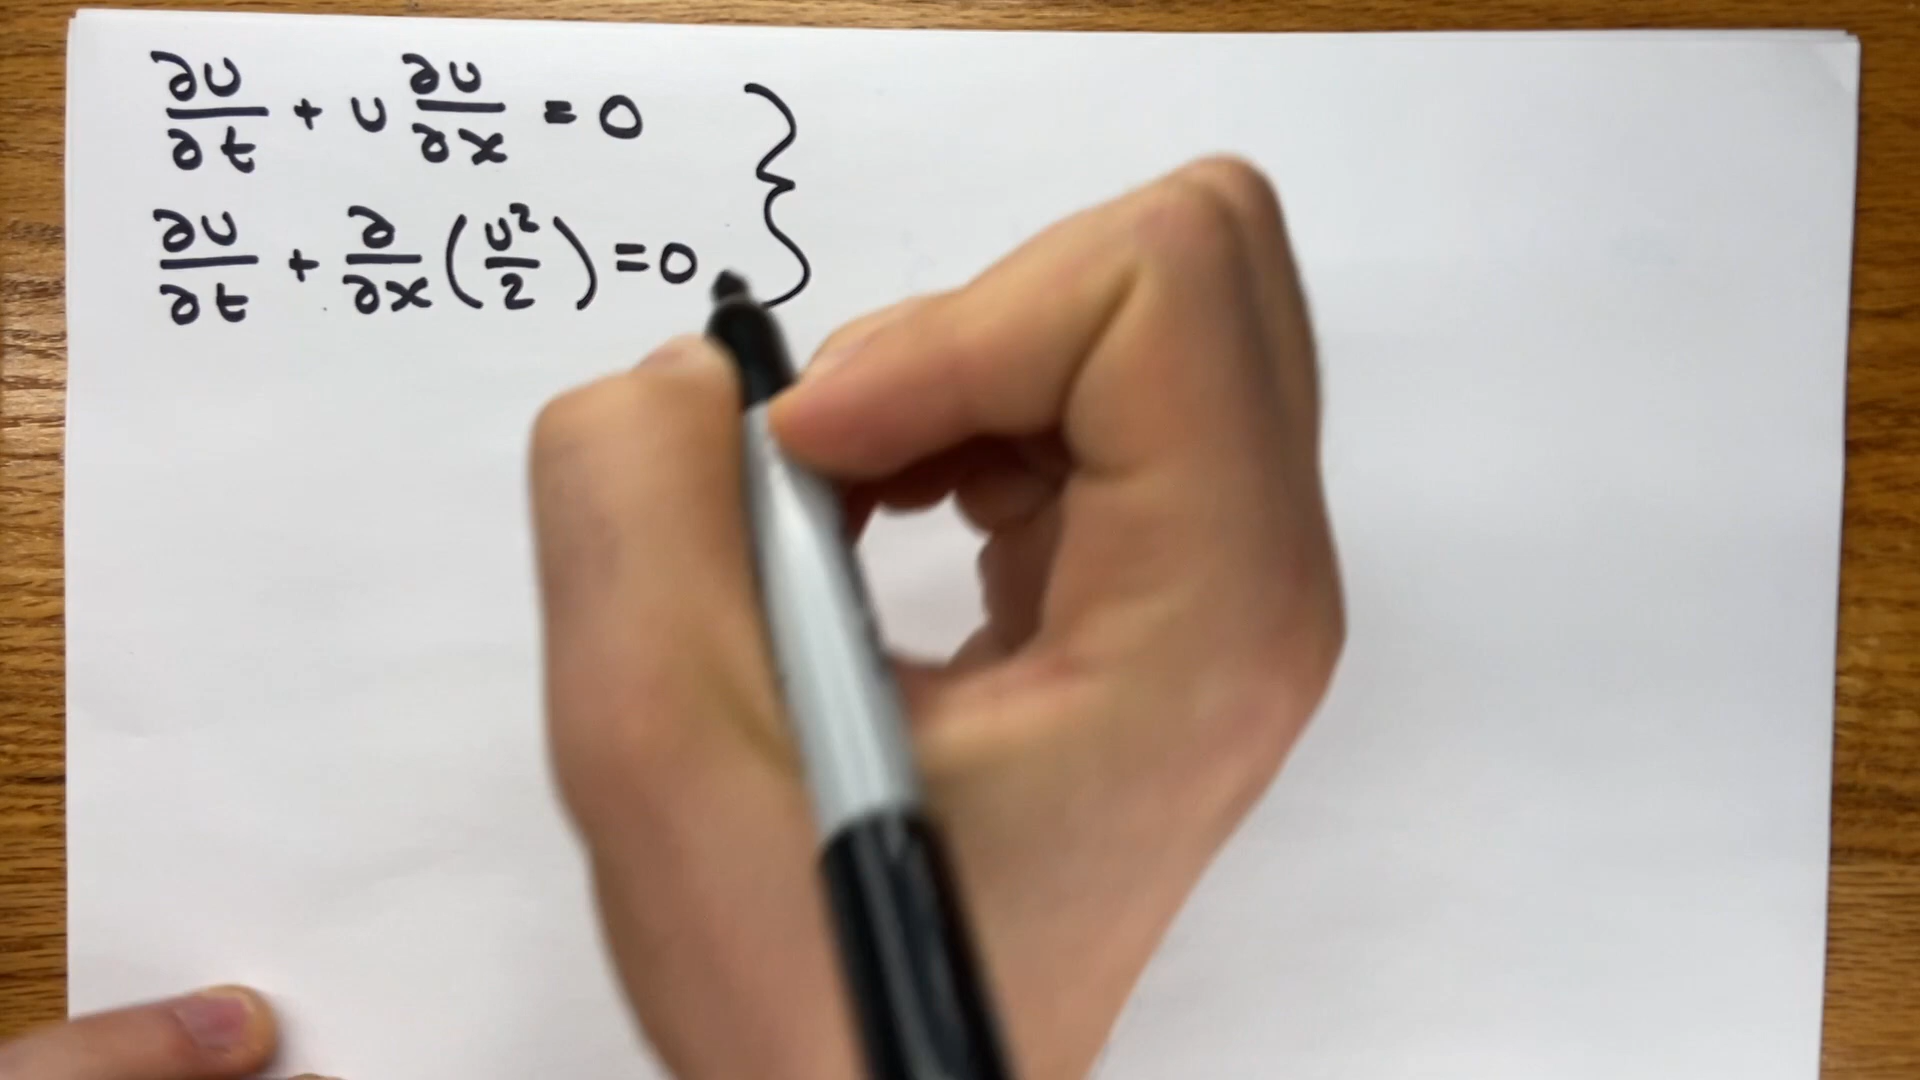 ∂u/∂t + u ∂u/∂x = 0
∂u/∂t + ∂/∂x (u²/2) = 0